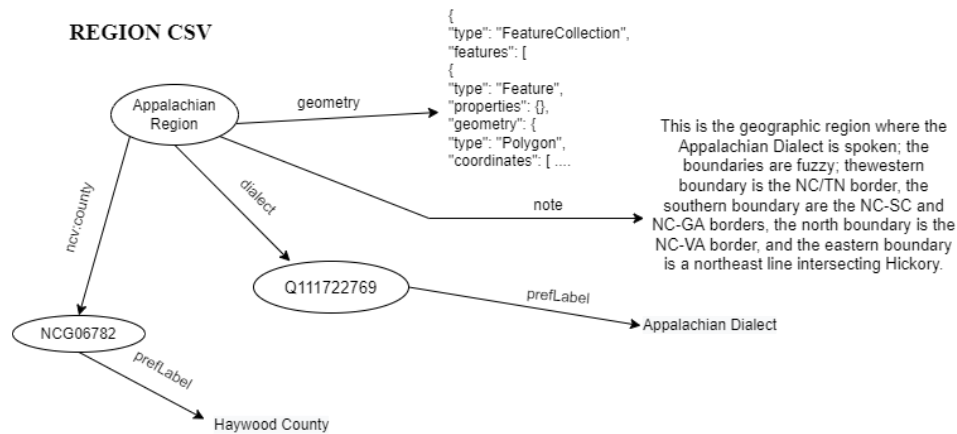 REGION CSV
{
"type": "FeatureCollection",
"features": [
{
"type": "Feature",
"properties": {},
"geometry": {
"type": "Polygon",
"coordinates": [ ....
Appalachian
Region
geometry
This is the geographic region where the
Appalachian Dialect is spoken; the
boundaries are fuzzy; thewestern
boundary is the NC/TN border, the
southern boundary are the NC-SC and
NC-GA borders, the north boundary is the
NC-VA border, and the eastern boundary
is a northeast line intersecting Hickory.
ncv:county
dialect
note
Q111722769
prefLabel
Appalachian Dialect
NCG06782
prefLabel
Haywood County